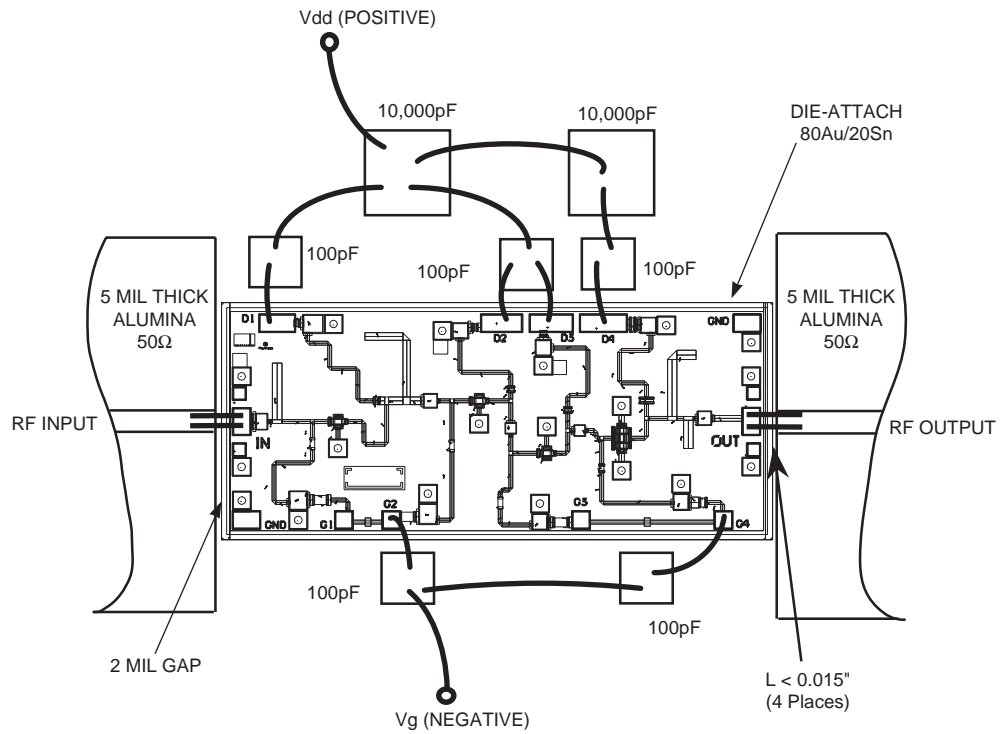 Vdd (POSITIVE)
10,000pF
10,000pF
DIE-ATTACH
80Au/20Sn
100pF
100pF
100pF
5 MIL THICK
ALUMINA
50Ω
5 MIL THICK
ALUMINA
50Ω
D1
D2
D3
D4
GND
RF INPUT
IN
OUT
RF OUTPUT
GND
G1
G2
G3
G4
100pF
100pF
2 MIL GAP
L < 0.015"
(4 Places)
Vg (NEGATIVE)